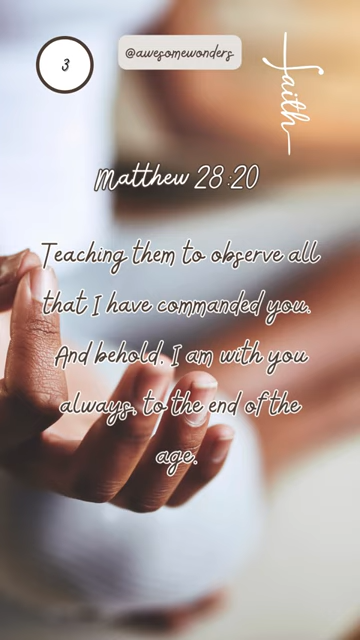 3
@awesomewonders
faith
Matthew 28:20
Teaching them to observe all
that I have commanded you.
And behold, I am with you
always, to the end of the
age.